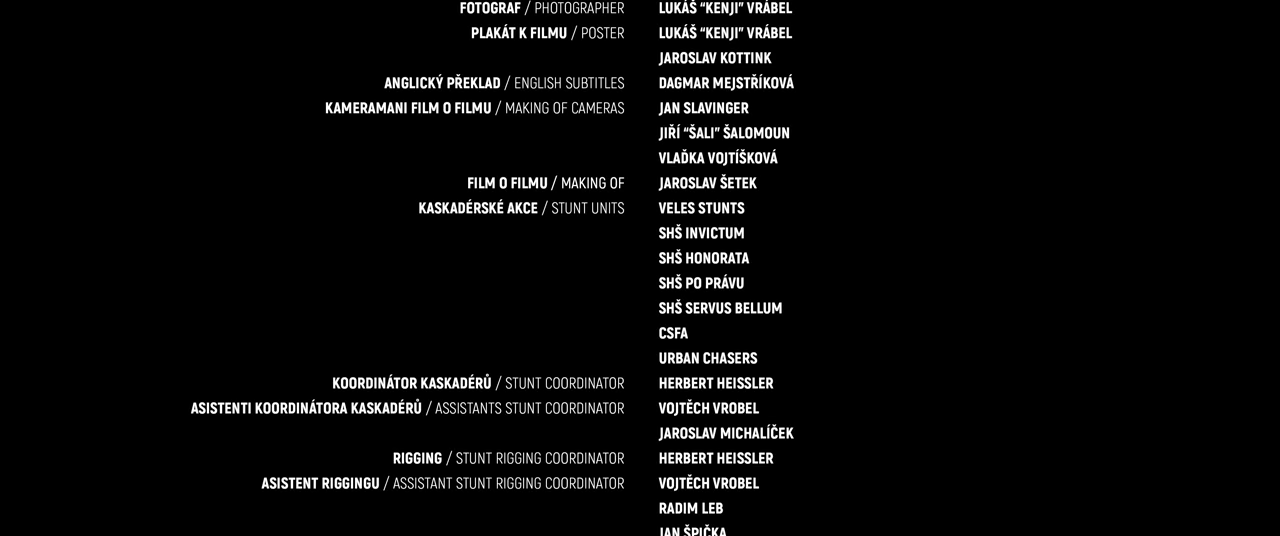 FOTOGRAF / PHOTOGRAPHER LUKÁŠ “KENJI” VRÁBEL
PLAKÁT K FILMU / POSTER LUKÁŠ “KENJI” VRÁBEL
JAROSLAV KOTTINK
ANGLICKÝ PŘEKLAD / ENGLISH SUBTITLES DAGMAR MEJSTŘÍKOVÁ
KAMERAMANI FILM O FILMU / MAKING OF CAMERAS JAN SLAVINGER
JIŘÍ “ŠALI” ŠALOMOUN
VLAĎKA VOJTÍŠKOVÁ
FILM O FILMU / MAKING OF JAROSLAV ŠETEK
KASKADÉRSKÉ AKCE / STUNT UNITS VELES STUNTS
SHŠ INVICTUM
SHŠ HONORATA
SHŠ PO PRÁVU
SHŠ SERVUS BELLUM
CSFA
URBAN CHASERS
KOORDINÁTOR KASKADÉRŮ / STUNT COORDINATOR HERBERT HEISSLER
ASISTENTI KOORDINÁTORA KASKADÉRŮ / ASSISTANTS STUNT COORDINATOR VOJTĚCH VROBEL
JAROSLAV MICHALÍČEK
RIGGING / STUNT RIGGING COORDINATOR HERBERT HEISSLER
ASISTENT RIGGINGU / ASSISTANT STUNT RIGGING COORDINATOR VOJTĚCH VROBEL
RADIM LEB
JAN ŠPIČKA